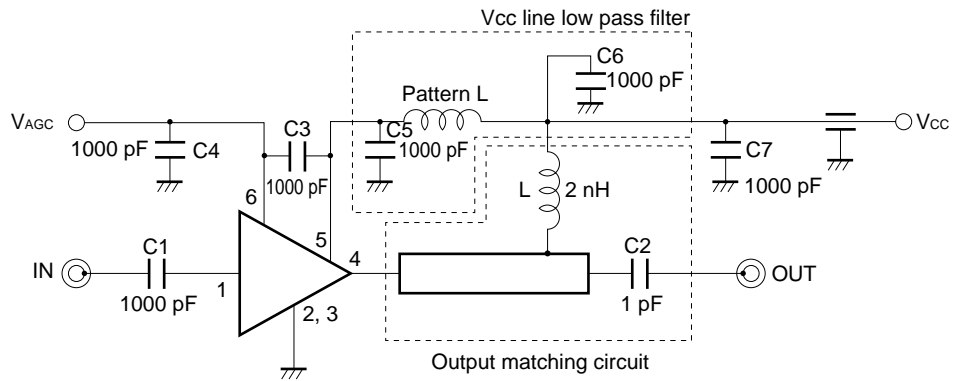 Vcc line low pass filter
C6
1000 pF
Pattern L
VAGC
C3
C5
VCC
1000 pF
C4
1000 pF
C7
1000 pF
1000 pF
6
L
2 nH
5
C1
4
C2
IN
OUT
1
1000 pF
2, 3
1 pF
Output matching circuit